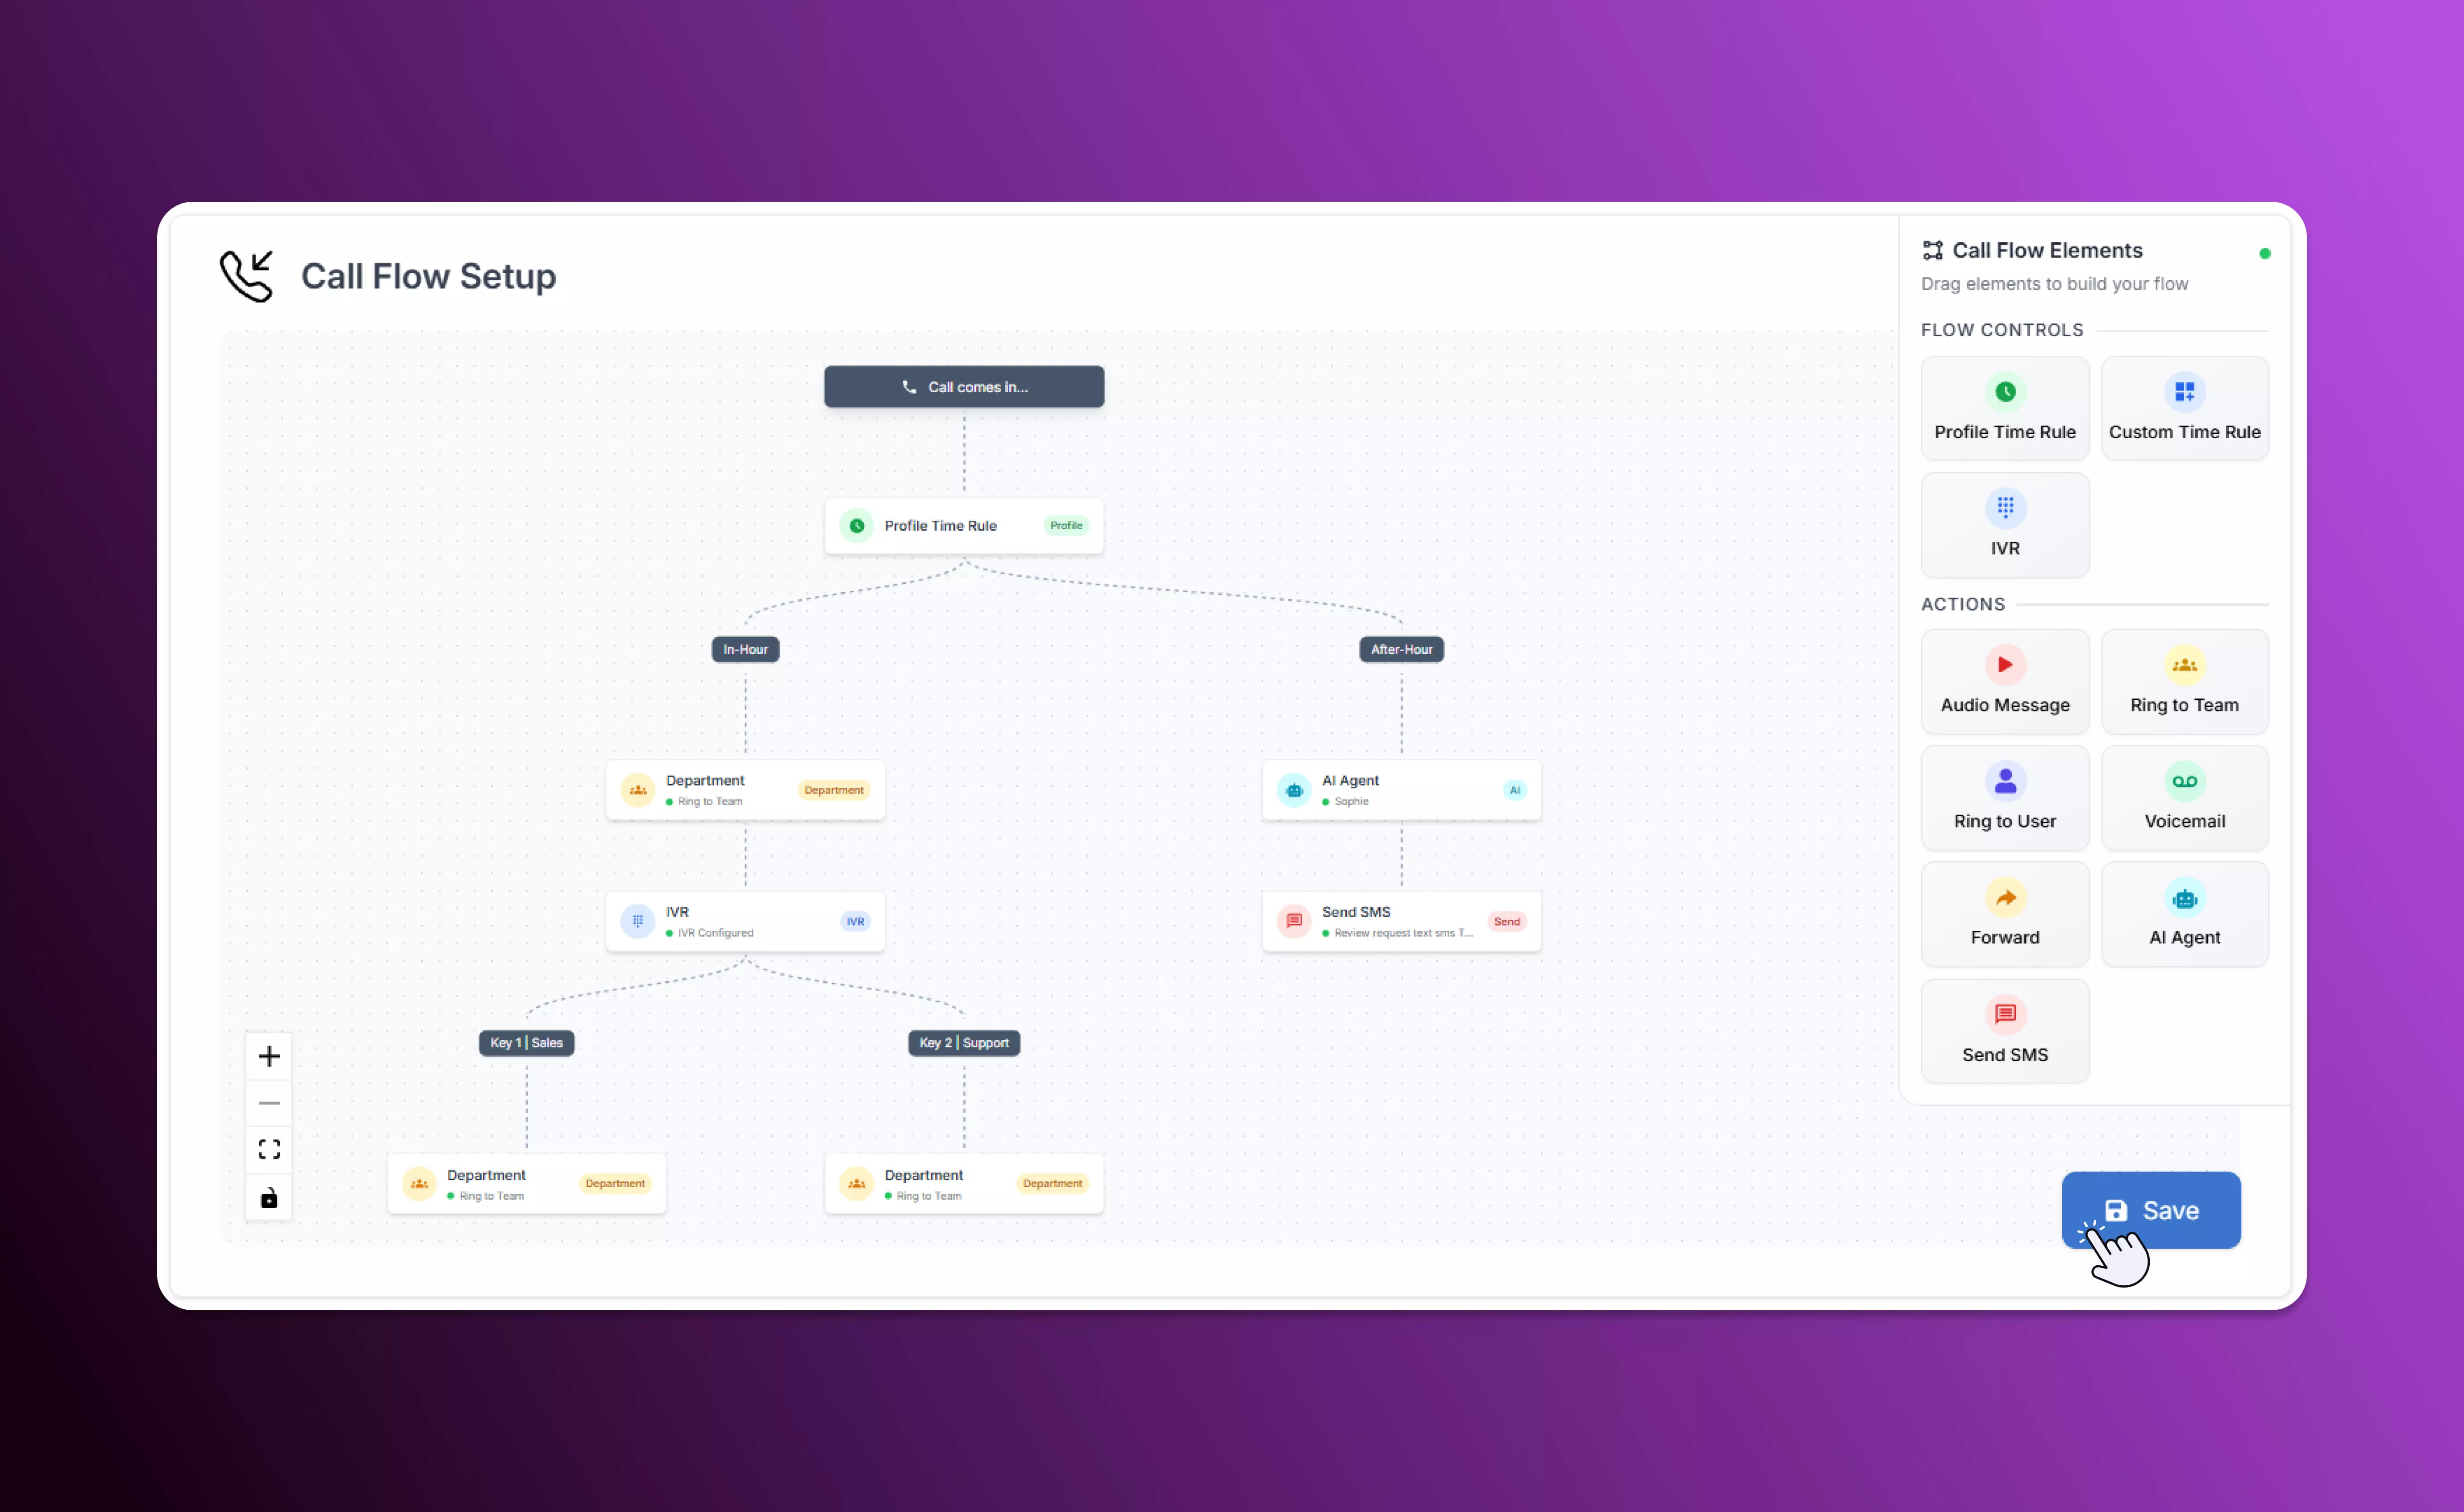 Call Flow Setup
Call comes in...
Profile Time Rule
Profile
In-Hour
After-Hour
Department
Ring to Team
Department
AI Agent
Sophie
AI
IVR
IVR Configured
IVR
Send SMS
Review request text sms T...
Send
Key 1 | Sales
Key 2 | Support
Department
Ring to Team
Department
Department
Ring to Team
Department
Call Flow Elements
Drag elements to build your flow
FLOW CONTROLS
Profile Time Rule
Custom Time Rule
IVR
ACTIONS
Audio Message
Ring to Team
Ring to User
Voicemail
Forward
AI Agent
Send SMS
Save